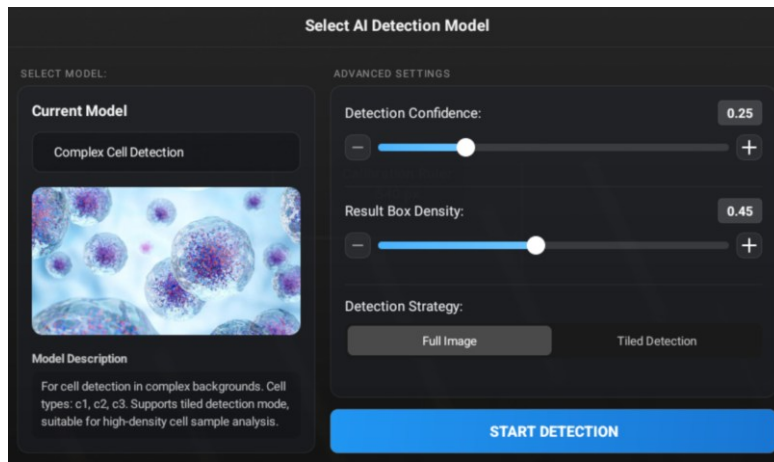 Select AI Detection Model
SELECT MODEL:
Current Model
Complex Cell Detection
Model Description
For cell detection in complex backgrounds. Cell
types: c1, c2, c3. Supports tiled detection mode,
suitable for high-density cell sample analysis.
ADVANCED SETTINGS
Detection Confidence: 0.25
Result Box Density: 0.45
Detection Strategy:
Full Image Tiled Detection
START DETECTION